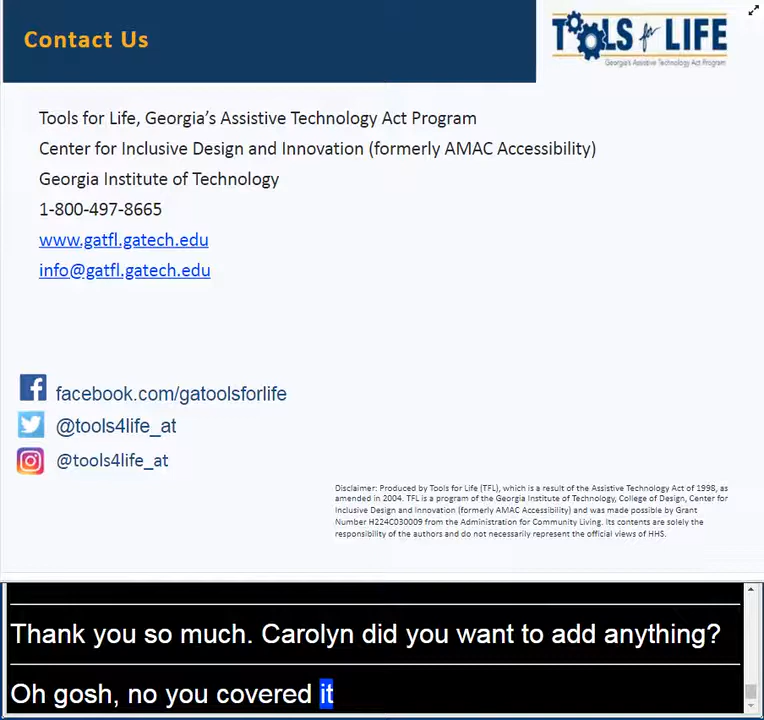 Contact Us
TOOLS for LIFE
Georgia's Assistive Technology Act Program
Tools for Life, Georgia’s Assistive Technology Act Program
Center for Inclusive Design and Innovation (formerly AMAC Accessibility)
Georgia Institute of Technology
1-800-497-8665
www.gatfl.gatech.edu
info@gatfl.gatech.edu
facebook.com/gatoolsforlife
@tools4life_at
@tools4life_at
Disclaimer: Produced by Tools for Life (TFL), which is a result of the Assistive Technology Act of 1998, as
amended in 2004. TFL is a program of the Georgia Institute of Technology, College of Design, Center for
Inclusive Design and Innovation (formerly AMAC Accessibility) and was made possible by Grant
Number H224C030009 from the Administration for Community Living. Its contents are solely the
responsibility of the authors and do not necessarily represent the official views of HHS.
Thank you so much. Carolyn did you want to add anything?
Oh gosh, no you covered it